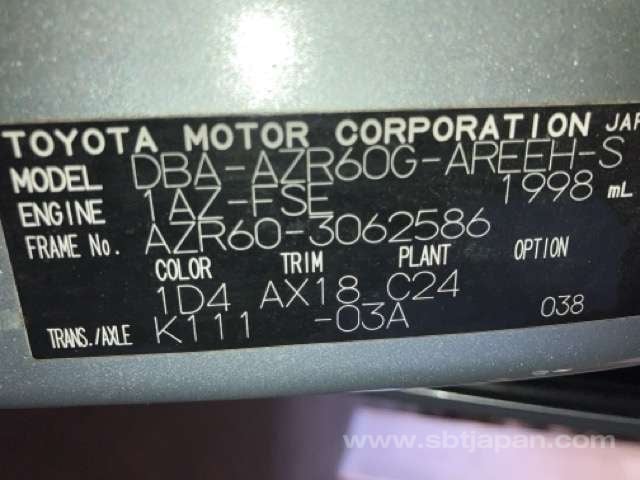 TOYOTA MOTOR CORPORATION JAP
MODEL DBA-AZR60G-AREEH-S
ENGINE 1AZ-FSE 1998 mL
FRAME No. AZR60-3062586
COLOR TRIM PLANT OPTION
1D4 AX18 C24
TRANS./AXLE K111 -03A 038
www.sbtjapan.com